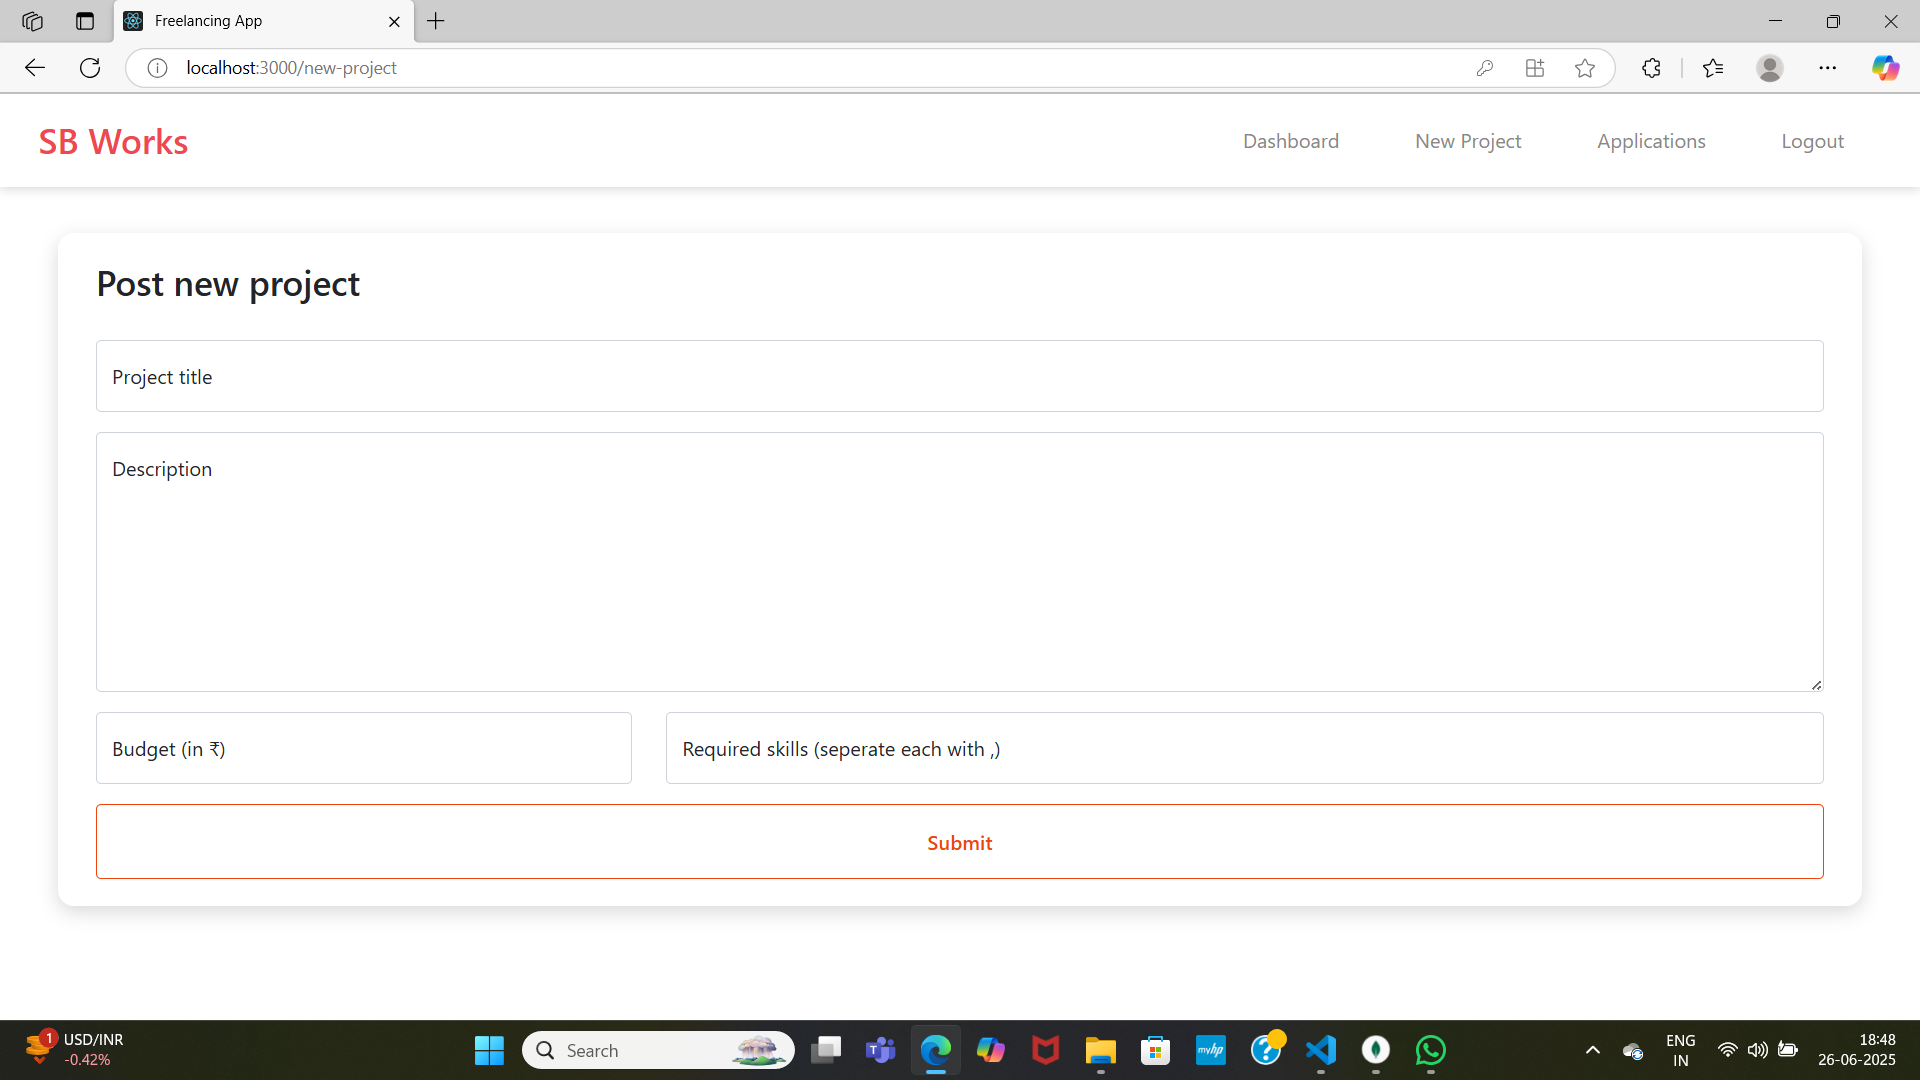 Freelancing App
localhost:3000/new-project
SB Works
Dashboard
New Project
Applications
Logout
Post new project
Project title
Description
Budget (in ₹)
Required skills (seperate each with ,)
Submit
1
USD/INR
-0.42%
Search
T
myhp
?
ENG
IN
18:48
26-06-2025